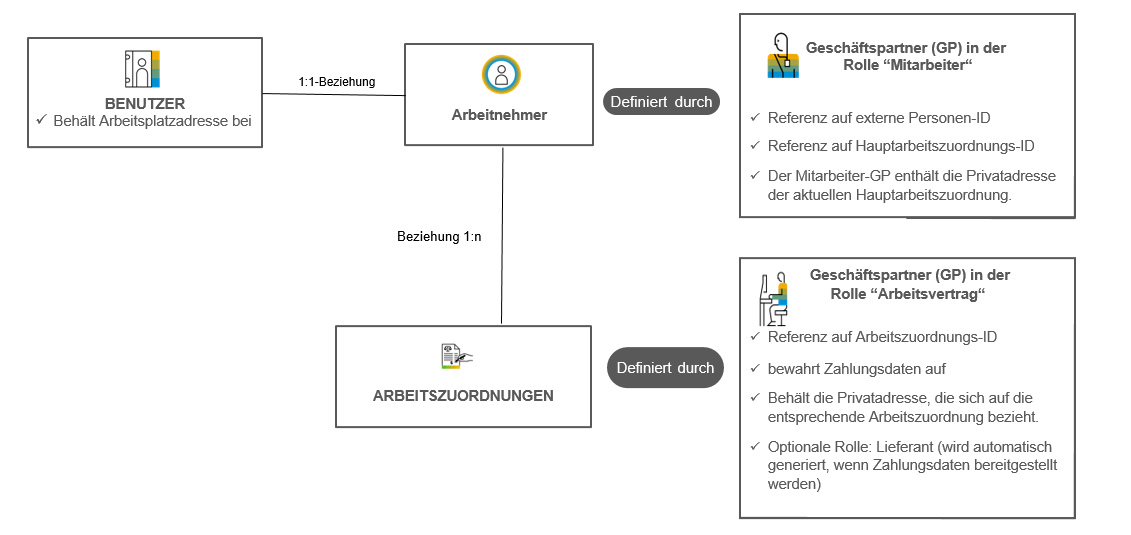 BENUTZER
✓ Behält Arbeitsplatzadresse bei
1:1-Beziehung
Arbeitnehmer
Definiert durch
Geschäftspartner (GP) in der
Rolle “Mitarbeiter“
✓ Referenz auf externe Personen-ID
✓ Referenz auf Hauptarbeitszuordnungs-ID
✓ Der Mitarbeiter-GP enthält die Privatadresse
der aktuellen Hauptarbeitszuordnung.
Beziehung 1:n
ARBEITSZUORDNUNGEN
Definiert durch
Geschäftspartner (GP) in der
Rolle “Arbeitsvertrag“
✓ Referenz auf Arbeitszuordnungs-ID
✓ bewahrt Zahlungsdaten auf
✓ Behält die Privatadresse, die sich auf die
entsprechende Arbeitszuordnung bezieht.
✓ Optionale Rolle: Lieferant (wird automatisch
generiert, wenn Zahlungsdaten bereitgestellt
werden)